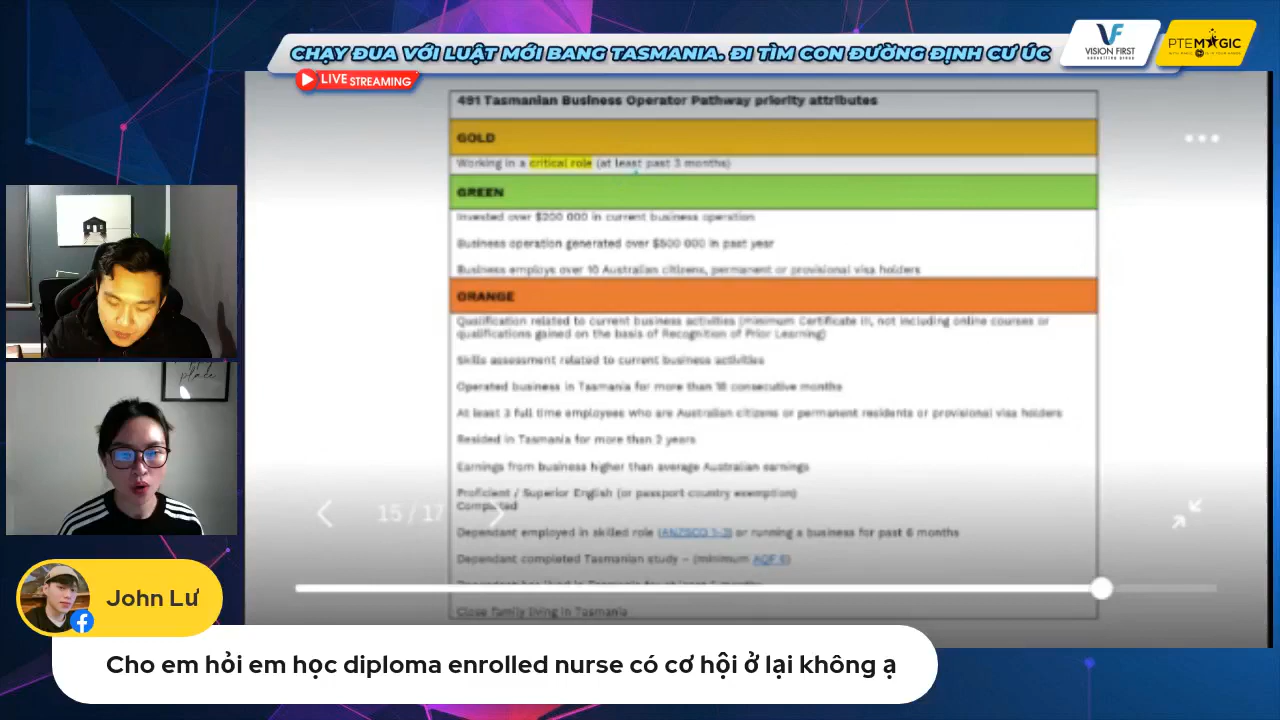 CHẠY ĐUA VỚI LUẬT MỚI BANG TASMANIA. ĐI TÌM CON ĐƯỜNG ĐỊNH CƯ ÚC
VISION FIRST
PTEMAGIC
LIVE STREAMING
491 Tasmanian Business Operator Pathway priority attributes
GOLD
Working in a critical role (at least past 3 months)
GREEN
Invested over $200 000 in current business operation
Business operation generated over $500 000 in past year
Business employs over 10 Australian citizens, permanent or provisional visa holders
ORANGE
Qualification related to current business activities (minimum Certificate III, not including online courses or
qualifications gained on the basis of Recognition of Prior Learning)
Skills assessment related to current business activities
Operated business in Tasmania for more than 18 consecutive months
At least 3 full time employees who are Australian citizens or permanent residents or provisional visa holders
Resided in Tasmania for more than 2 years
Earnings from business higher than average Australian earnings
Proficient / Superior English (or passport country exemption)
Completed
15 / 17
Dependant employed in skilled role (ANZSCO 1-3) or running a business for past 6 months
Dependant completed Tasmanian study – (minimum AQF 6)
Close family living in Tasmania
place
John Lư
Cho em hỏi em học diploma enrolled nurse có cơ hội ở lại không ạ